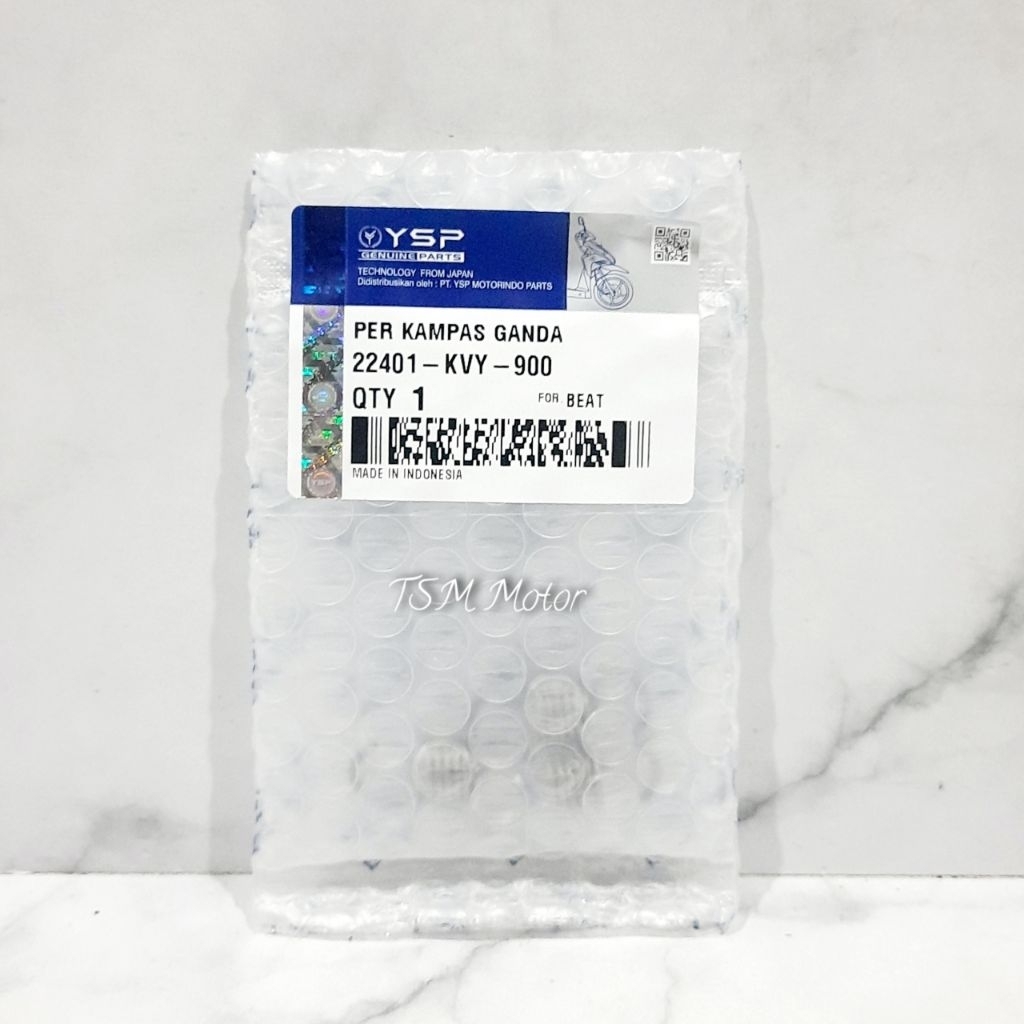 YSP
GENUINE PARTS
TECHNOLOGY FROM JAPAN
Didistribusikan oleh : PT. YSP MOTORINDO PARTS
PER KAMPAS GANDA
22401-KVY-900
QTY 1 FOR BEAT
MADE IN INDONESIA
YSP
TSM Motor